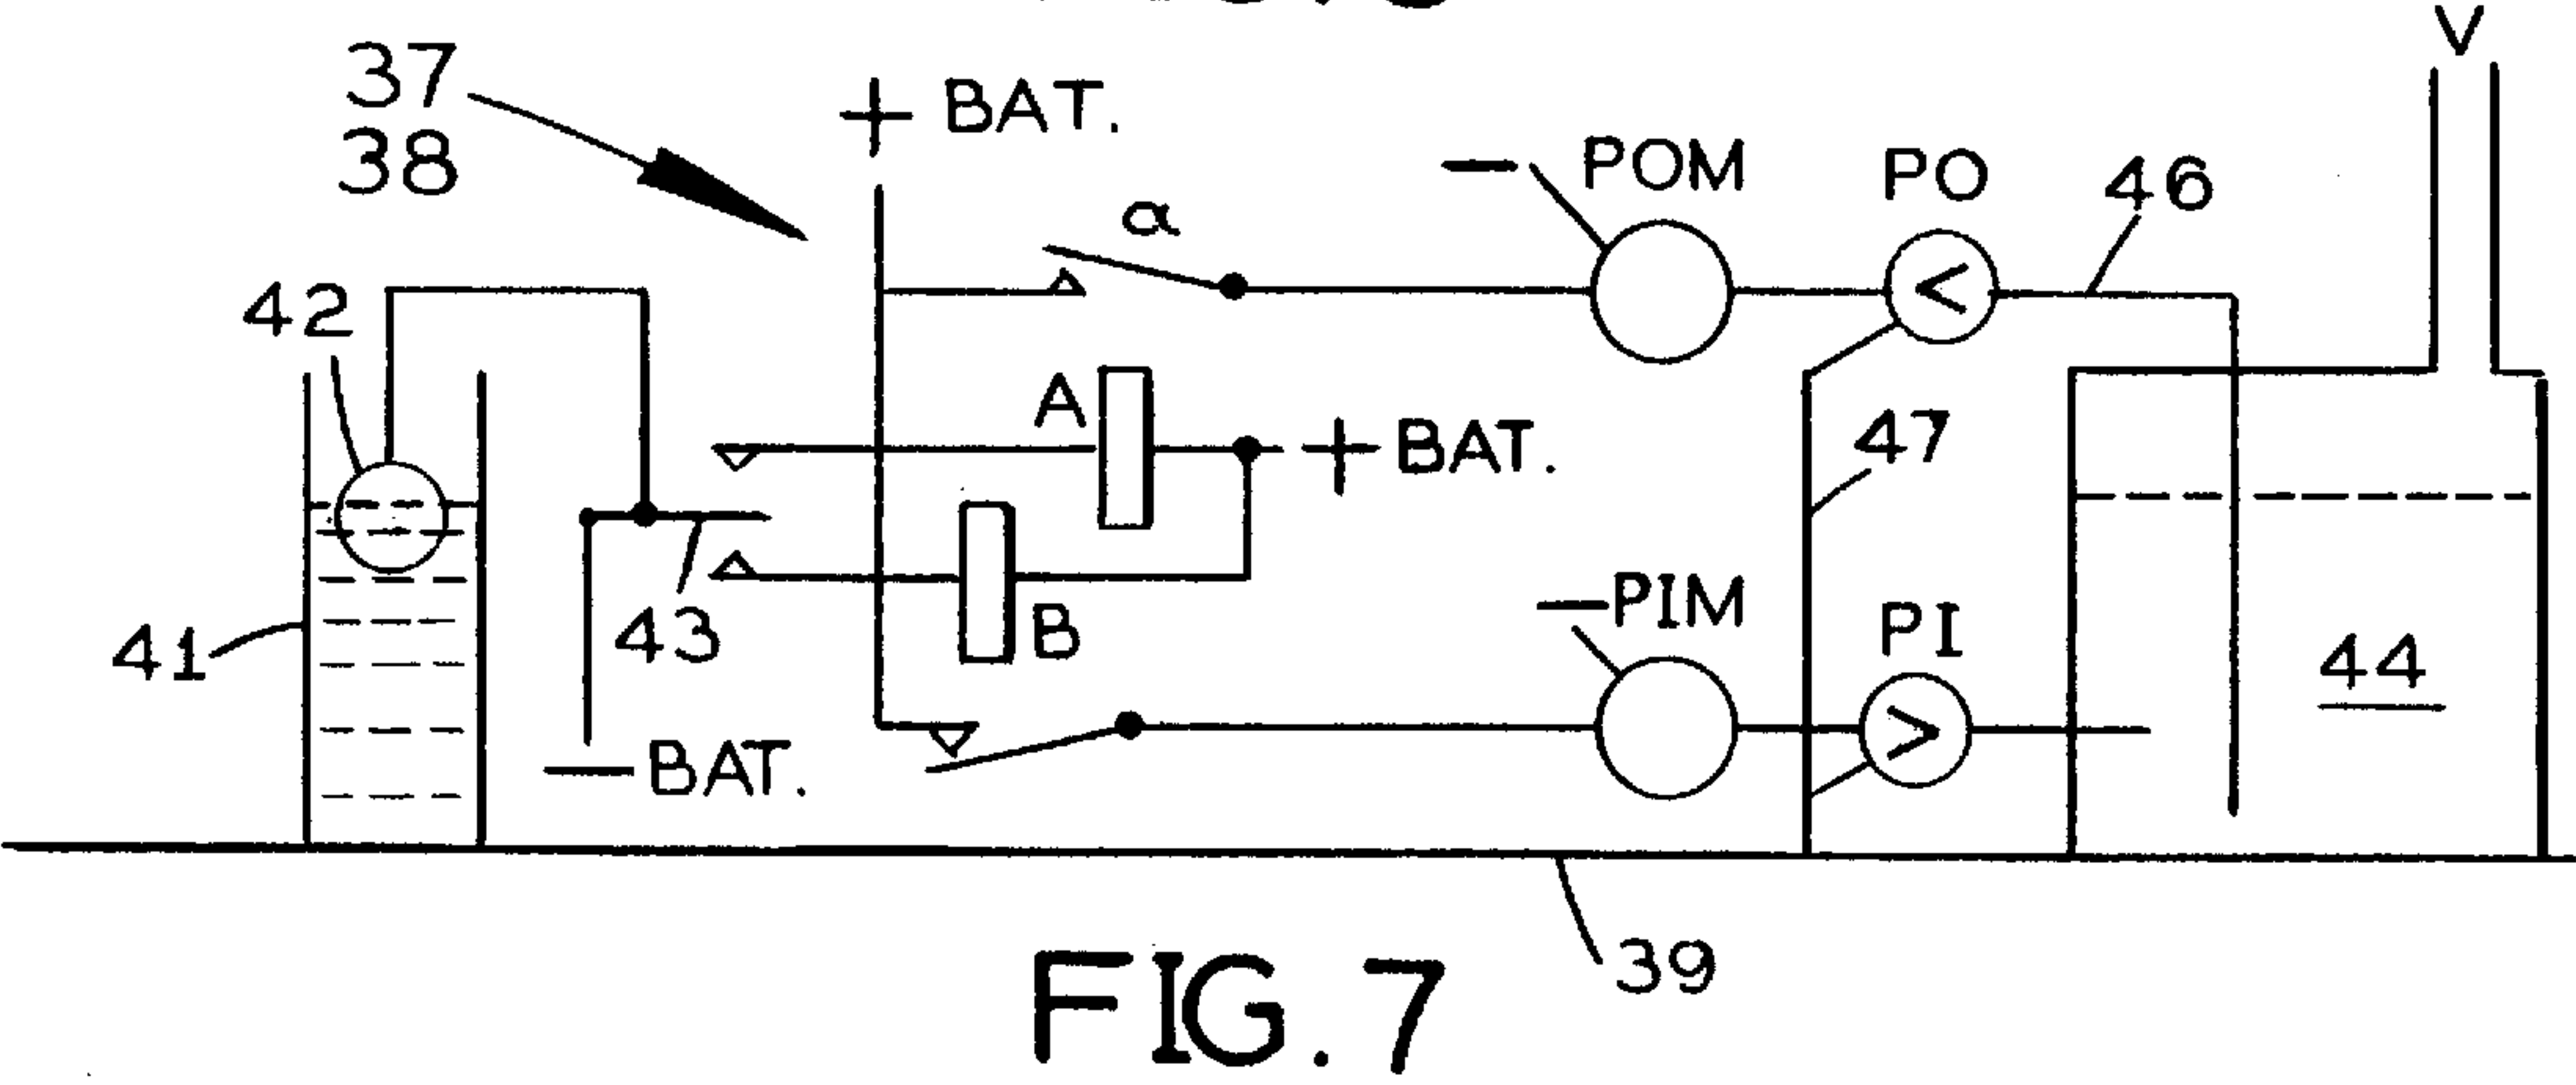 37
38
+ BAT.
α
− POM
PO
46
V
42
A
+ BAT.
47
41
43
B
−PIM
PI
44
− BAT.
39
FIG. 7